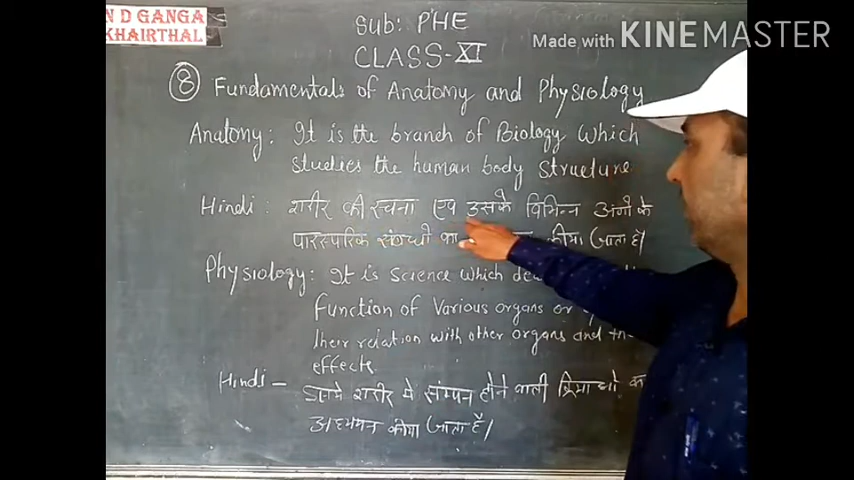 N D GANGA
KHAIRTHAL
Made with KINEMASTER
Sub: PHE
CLASS-XI
8 Fundamentals of Anatomy and Physiology
Anatomy: It is the branch of Biology which
studies the human body structure
Hindi: शरीर की रचना एव उसके विभिन्न अंगों के
पारस्परिक संबंधों का कीया जाता हैं।
Physiology: It is science which
function of various organs or
their relation with other organs and
effects
Hindi – इसमे शरीर मे संम्पन होने वाली क्रियाओ
अध्ययन कीया जाता हैं।